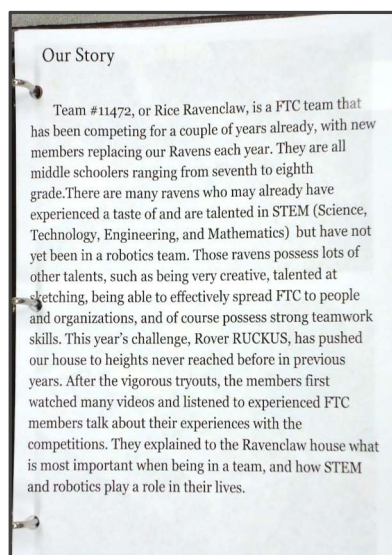 Our Story
Team #11472, or Rice Ravenclaw, is a FTC team that
has been competing for a couple of years already, with new
members replacing our Ravens each year. They are all
middle schoolers ranging from seventh to eighth
grade.There are many ravens who may already have
experienced a taste of and are talented in STEM (Science,
Technology, Engineering, and Mathematics) but have not
yet been in a robotics team. Those ravens possess lots of
other talents, such as being very creative, talented at
sketching, being able to effectively spread FTC to people
and organizations, and of course possess strong teamwork
skills. This year's challenge, Rover RUCKUS, has pushed
our house to heights never reached before in previous
years. After the vigorous tryouts, the members first
watched many videos and listened to experienced FTC
members talk about their experiences with the
competitions. They explained to the Ravenclaw house what
is most important when being in a team, and how STEM
and robotics play a role in their lives.